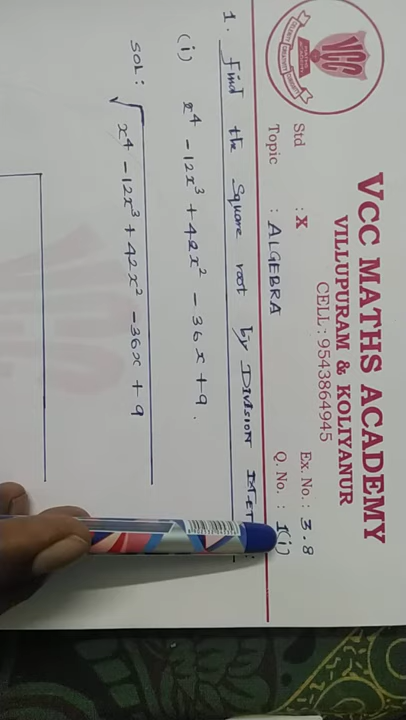 VCC MATHS ACADEMY
VILLUPURAM & KOLIYANUR
CELL : 9543864945
VCC
Std : X Ex. No. : 3.8
Topic : ALGEBRA Q. No. : 1(i)
1. Find the Square root by Division
(i) x⁴ - 12x³ + 42x² - 36x + 9.
SOL: √x⁴ - 12x³ + 42x² - 36x + 9